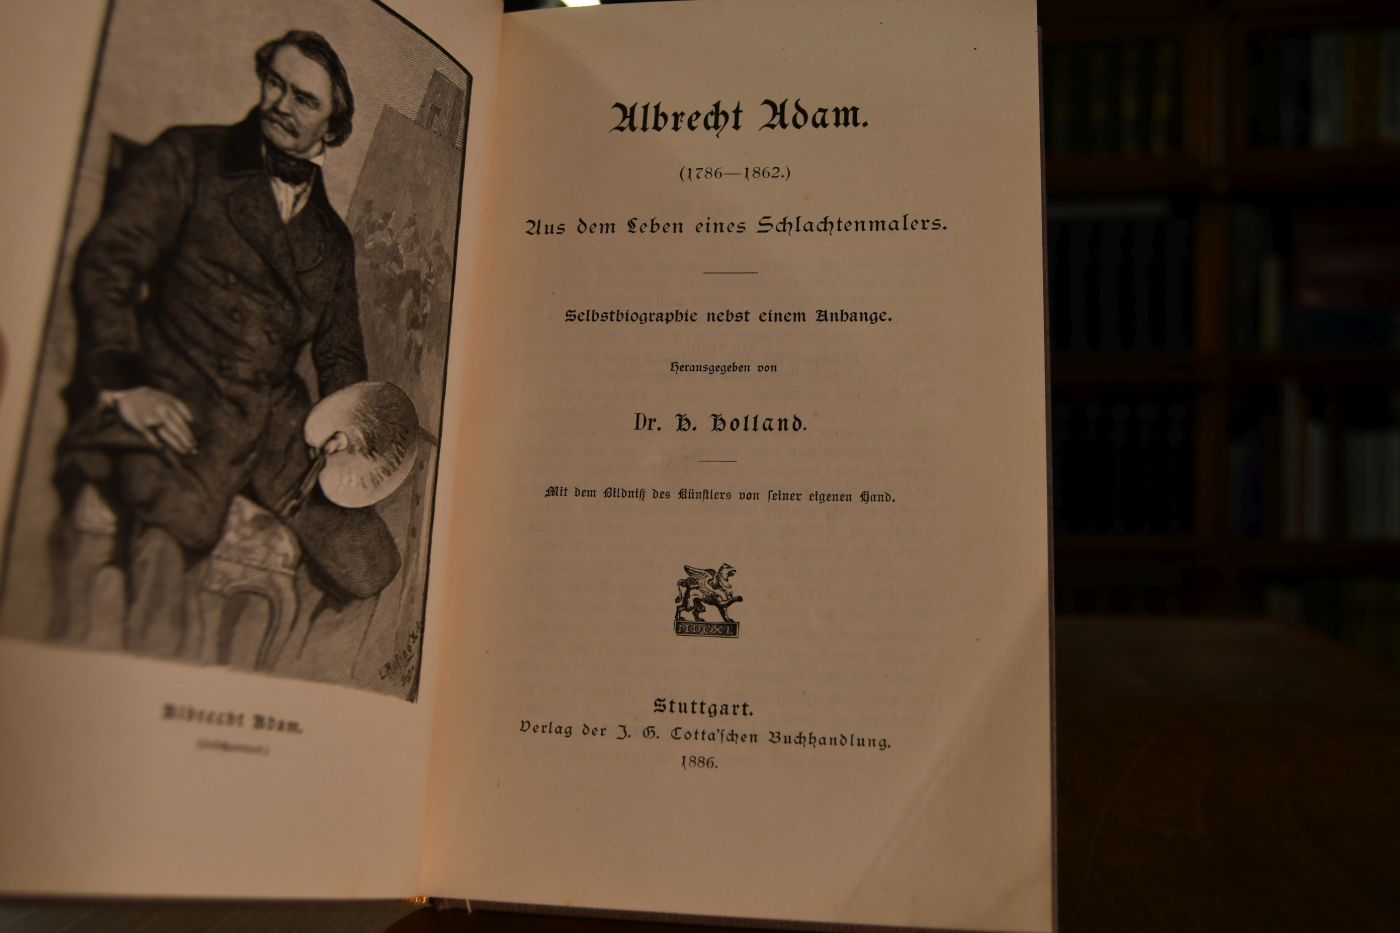 Albrecht Adam.
Albrecht Adam.
(1786—1862.)
Aus dem Leben eines Schlachtenmalers.
Selbstbiographie nebst einem Anhange.
Herausgegeben von
Dr. H. Holland.
Mit dem Bildniß des Künstlers von seiner eigenen Hand.
Stuttgart.
Verlag der J. G. Cotta'schen Buchhandlung.
1886.